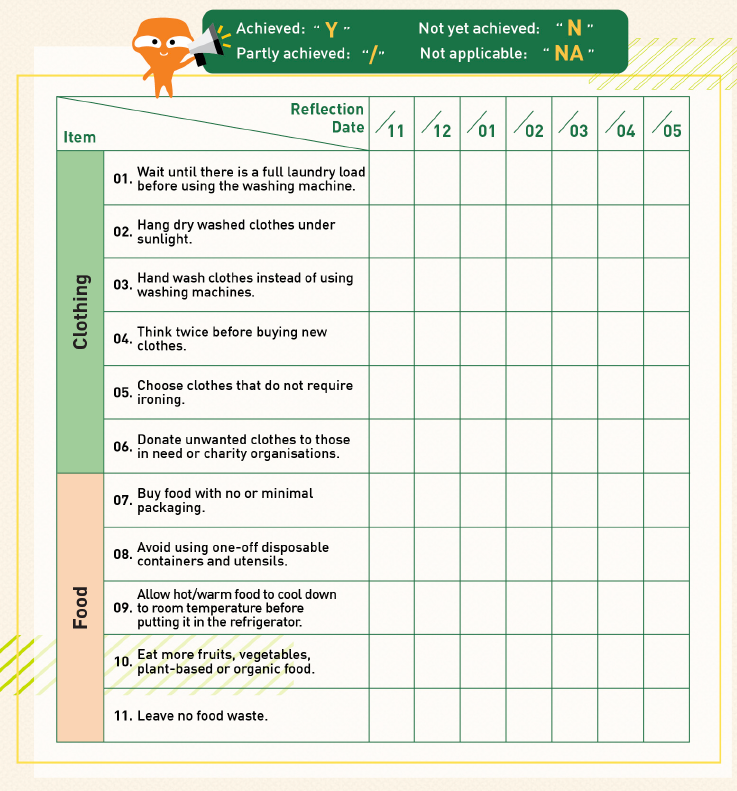 Achieved: “ Y ” Not yet achieved: “ N ”
Partly achieved: “/” Not applicable: “ NA ”
Reflection
Date
Item
/11 /12 /01 /02 /03 /04 /05
Clothing
01. Wait until there is a full laundry load
before using the washing machine.
02. Hang dry washed clothes under
sunlight.
03. Hand wash clothes instead of using
washing machines.
04. Think twice before buying new
clothes.
05. Choose clothes that do not require
ironing.
06. Donate unwanted clothes to those
in need or charity organisations.
Food
07. Buy food with no or minimal
packaging.
08. Avoid using one-off disposable
containers and utensils.
09. Allow hot/warm food to cool down
to room temperature before
putting it in the refrigerator.
10. Eat more fruits, vegetables,
plant-based or organic food.
11. Leave no food waste.